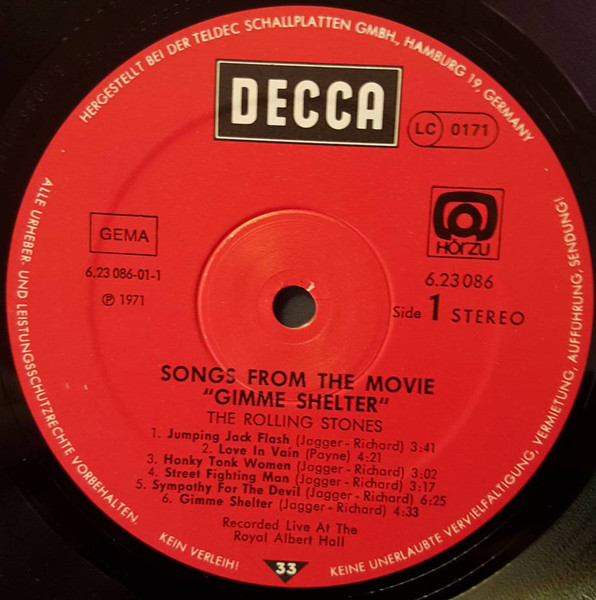 HERGESTELLT BEI DER TELDEC SCHALLPLATTEN GMBH, HAMBURG 19, GERMANY
DECCA
LC 0171
HÖRZU
GEMA
6.23 086-01-1
℗ 1971
6.23086
Side 1 STEREO
SONGS FROM THE MOVIE
"GIMME SHELTER"
THE ROLLING STONES
1. Jumping Jack Flash (Jagger - Richard) 3:41
2. Love In Vain (Payne) 4:21
3. Honky Tonk Women (Jagger - Richard) 3:02
4. Street Fighting Man (Jagger - Richard) 3:17
5. Sympathy For The Devil (Jagger - Richard) 6:25
6. Gimme Shelter (Jagger - Richard) 4:33
Recorded Live At The
Royal Albert Hall
33
ALLE URHEBER- UND LEISTUNGSSCHUTZRECHTE VORBEHALTEN.
KEIN VERLEIH!
KEINE UNERLAUBTE VERVIELFÄLTIGUNG, VERMIETUNG, AUFFÜHRUNG, SENDUNG!